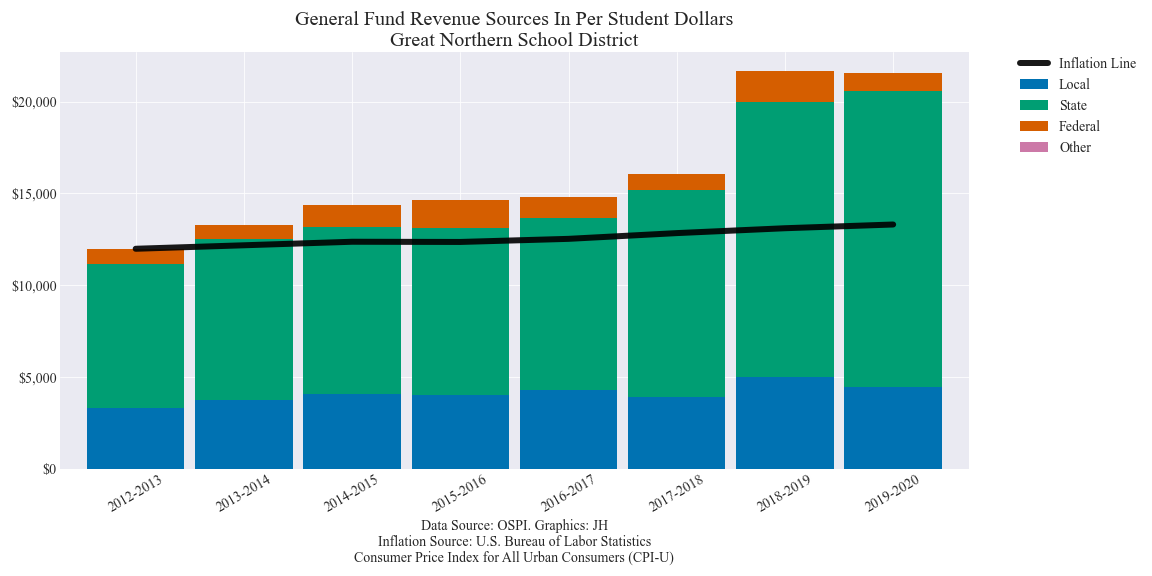 General Fund Revenue Sources In Per Student Dollars
Great Northern School District
Inflation Line
Local
State
Federal
Other
$20,000
$15,000
$10,000
$5,000
$0
2012-2013
2013-2014
2014-2015
2015-2016
2016-2017
2017-2018
2018-2019
2019-2020
Data Source: OSPI. Graphics: JH
Inflation Source: U.S. Bureau of Labor Statistics
Consumer Price Index for All Urban Consumers (CPI-U)